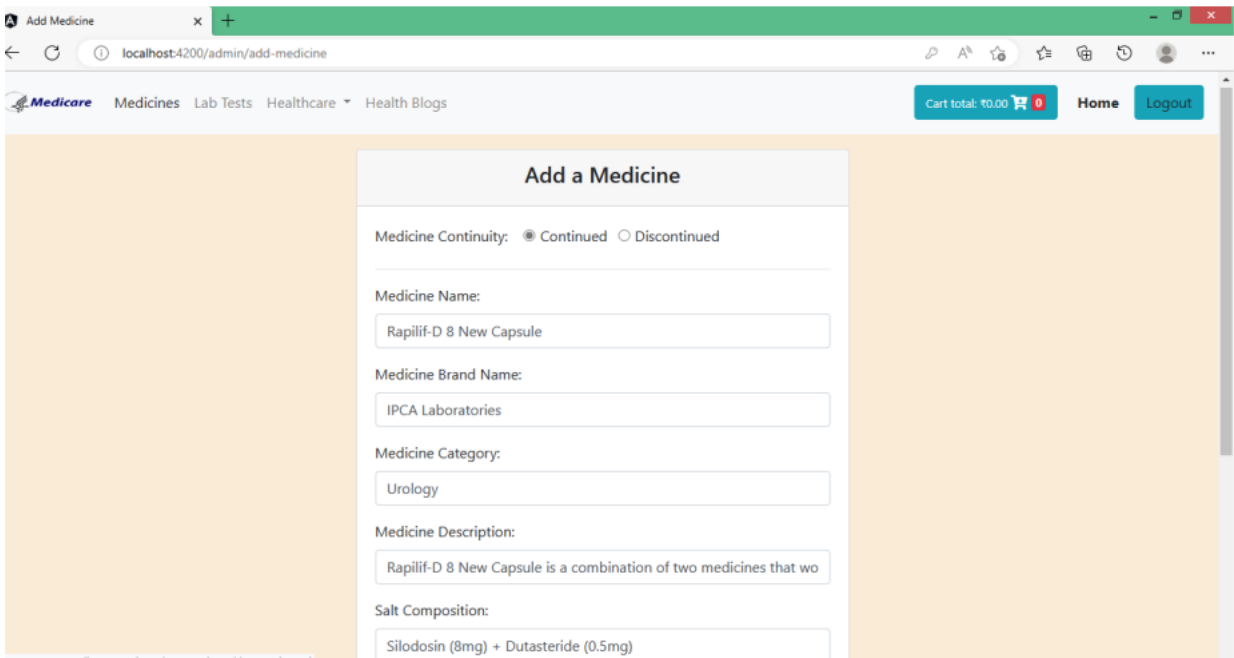 Add Medicine
localhost:4200/admin/add-medicine
Medicare Medicines Lab Tests Healthcare Health Blogs Cart total: ₹0.00 0 Home Logout
Add a Medicine
Medicine Continuity: Continued Discontinued
Medicine Name:
Rapilif-D 8 New Capsule
Medicine Brand Name:
IPCA Laboratories
Medicine Category:
Urology
Medicine Description:
Rapilif-D 8 New Capsule is a combination of two medicines that wo
Salt Composition:
Silodosin (8mg) + Dutasteride (0.5mg)